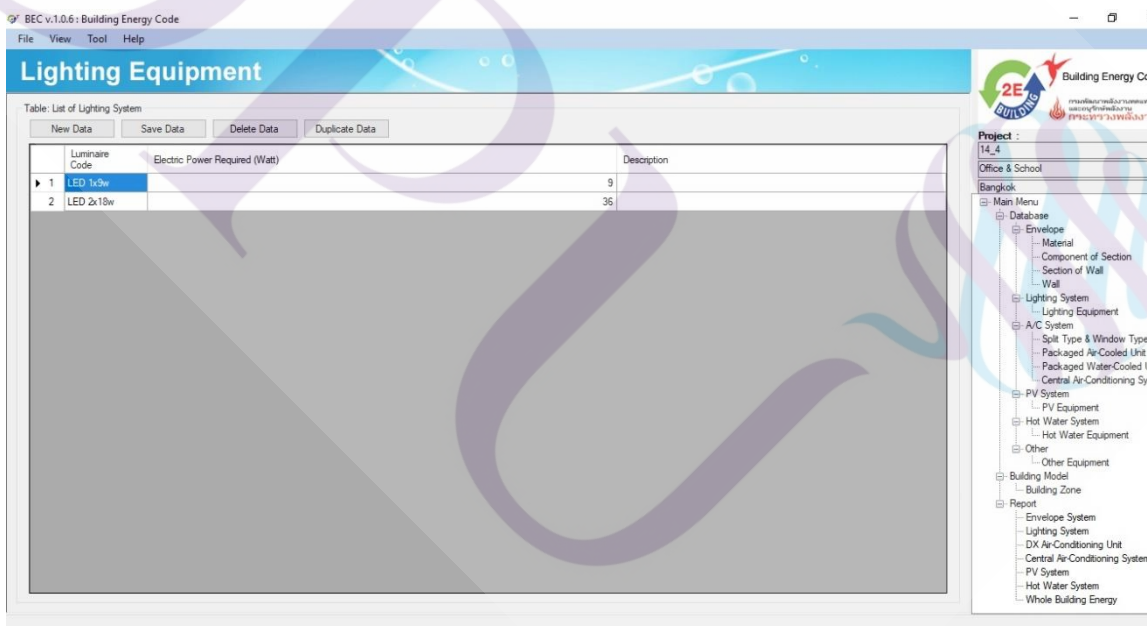 BEC v.1.0.6 : Building Energy Code
File View Tool Help
Lighting Equipment
Table: List of Lighting System
New Data Save Data Delete Data Duplicate Data
Luminaire Code Electric Power Required (Watt) Description
1 LED 1x9w 9
2 LED 2x18w 36
2E
BUILDING
Building Energy Co
Project :
14_4
Office & School
Bangkok
Main Menu
Database
Envelope
Material
Component of Section
Section of Wall
Wall
Lighting System
Lighting Equipment
A/C System
Split Type & Window Type
Packaged Air-Cooled Unit
Packaged Water-Cooled U
Central Air-Conditioning Sy
PV System
PV Equipment
Hot Water System
Hot Water Equipment
Other
Other Equipment
Building Model
Building Zone
Report
Envelope System
Lighting System
DX Air-Conditioning Unit
Central Air-Conditioning System
PV System
Hot Water System
Whole Building Energy